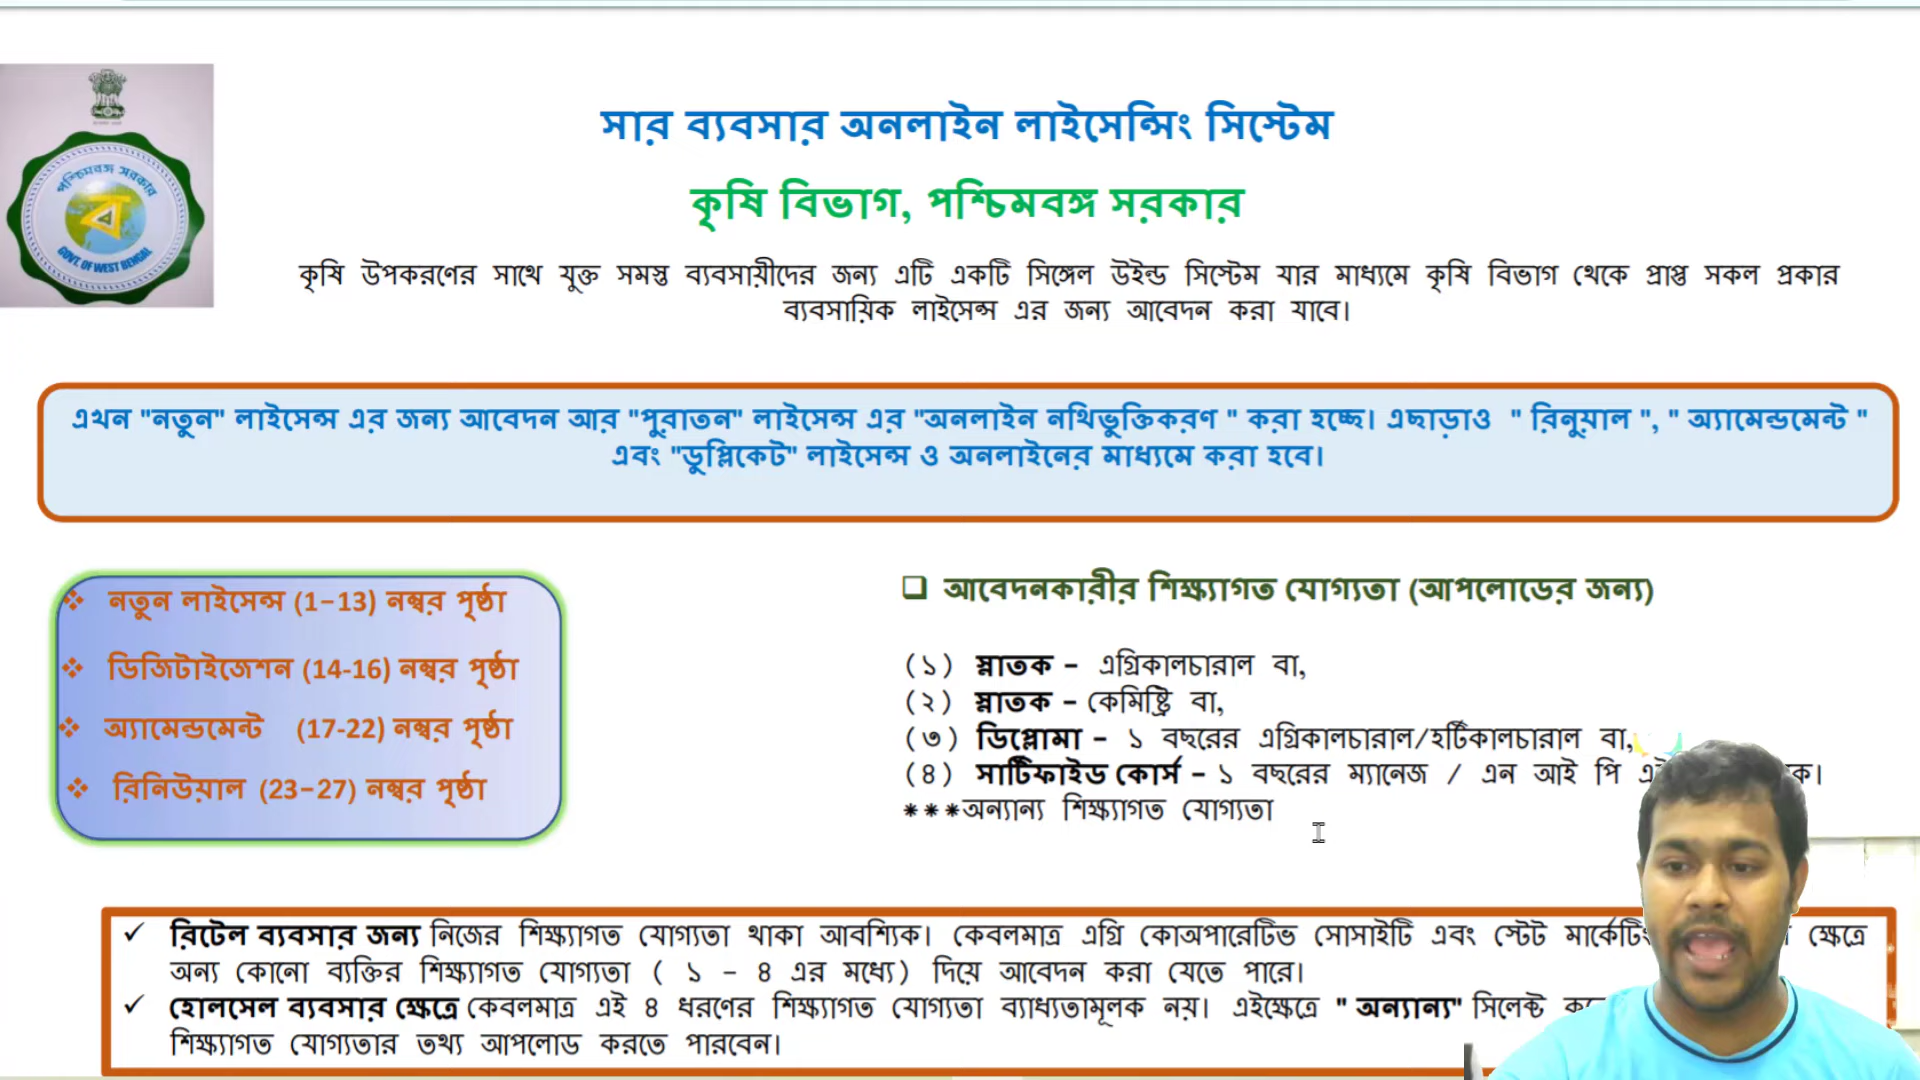 পশ্চিমবঙ্গ সরকার
GOVT. OF WEST BENGAL
সার ব্যবসার অনলাইন লাইসেন্সিং সিস্টেম
কৃষি বিভাগ, পশ্চিমবঙ্গ সরকার
কৃষি উপকরণের সাথে যুক্ত সমস্ত ব্যবসায়ীদের জন্য এটি একটি সিঙ্গেল উইন্ড সিস্টেম যার মাধ্যমে কৃষি বিভাগ থেকে প্রাপ্ত সকল প্রকার
ব্যবসায়িক লাইসেন্স এর জন্য আবেদন করা যাবে।
এখন "নতুন" লাইসেন্স এর জন্য আবেদন আর "পুরাতন" লাইসেন্স এর "অনলাইন নথিভুক্তিকরণ " করা হচ্ছে। এছাড়াও " রিনুয়াল ", " অ্যামেন্ডমেন্ট "
এবং "ডুপ্লিকেট" লাইসেন্স ও অনলাইনের মাধ্যমে করা হবে।
❖ নতুন লাইসেন্স (1–13) নম্বর পৃষ্ঠা
❖ ডিজিটাইজেশন (14-16) নম্বর পৃষ্ঠা
❖ অ্যামেন্ডমেন্ট (17-22) নম্বর পৃষ্ঠা
❖ রিনিউয়াল (23–27) নম্বর পৃষ্ঠা
❑ আবেদনকারীর শিক্ষ্যাগত যোগ্যতা (আপলোডের জন্য)
(১) স্নাতক – এগ্রিকালচারাল বা,
(২) স্নাতক – কেমিষ্ট্রি বা,
(৩) ডিপ্লোমা – ১ বছরের এগ্রিকালচারাল/হর্টিকালচারাল বা,
(৪) সার্টিফাইড কোর্স – ১ বছরের ম্যানেজ / এন আই পি
***অন্যান্য শিক্ষ্যাগত যোগ্যতা
✓ রিটেল ব্যবসার জন্য নিজের শিক্ষ্যাগত যোগ্যতা থাকা আবশ্যিক। কেবলমাত্র এগ্রি কোঅপারেটিভ সোসাইটি এবং স্টেট ক্ষেত্রে
অন্য কোনো ব্যক্তির শিক্ষ্যাগত যোগ্যতা ( ১ – ৪ এর মধ্যে) দিয়ে আবেদন করা যেতে পারে।
✓ হোলসেল ব্যবসার ক্ষেত্রে কেবলমাত্র এই ৪ ধরণের শিক্ষ্যাগত যোগ্যতা ব্যাধ্যতামূলক নয়। এইক্ষেত্রে " অন্যান্য" সিলেক্ট
শিক্ষ্যাগত যোগ্যতার তথ্য আপলোড করতে পারবেন।